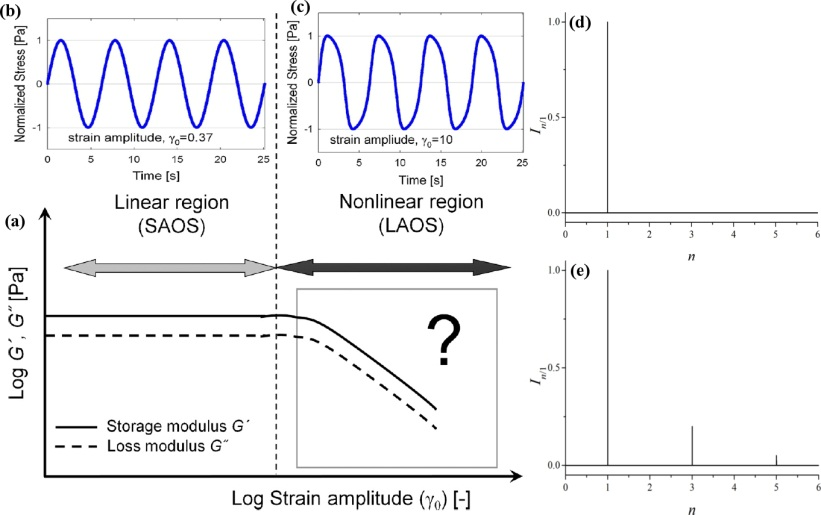 (b)
Normalized Stress [Pa]
1
0
-1
strain amplitude, γ₀=0.37
0 5 10 15 20 25
Time [s]
(c)
Normalized Stress [Pa]
1
0
-1
strain ampliude, γ₀=10
0 5 10 15 20 25
Time [s]
(a)
Linear region
(SAOS)
Nonlinear region
(LAOS)
Log G´, G˝ [Pa]
?
Storage modulus G´
Loss modulus G˝
Log Strain amplitude (γ₀) [-]
(d)
1.0
0.5
0.0
Iₙ/₁
0 1 2 3 4 5 6
n
(e)
1.0
0.5
0.0
Iₙ/₁
0 1 2 3 4 5 6
n